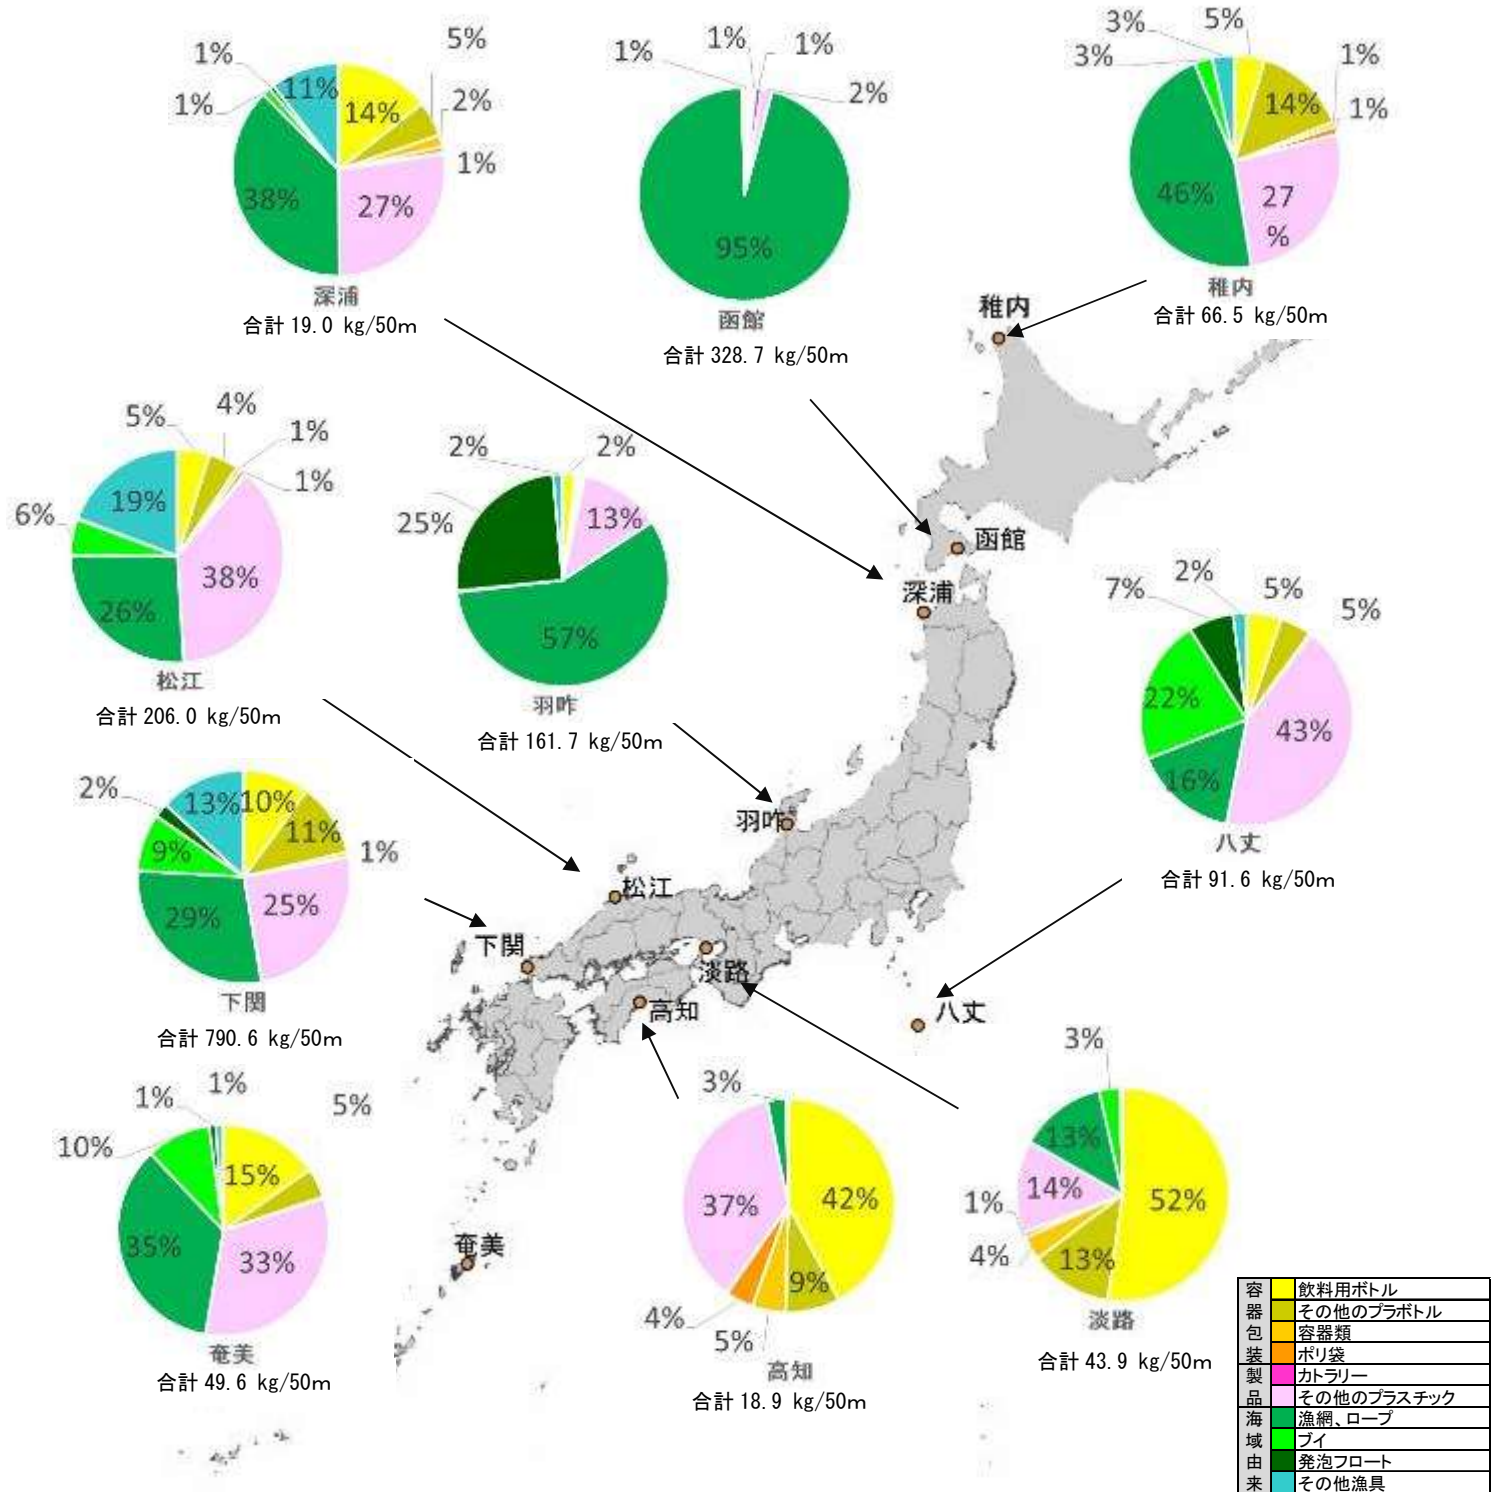 1%
5%
11%
14%
2%
1%
1%
38%
27%
深浦
合計 19.0 kg/50m
1%
1%
1%
2%
95%
函館
合計 328.7 kg/50m
3%
5%
3%
1%
14%
1%
46%
27
%
稚内
合計 66.5 kg/50m
5%
4%
1%
1%
19%
6%
38%
26%
松江
合計 206.0 kg/50m
2%
2%
25%
13%
57%
羽咋
合計 161.7 kg/50m
稚内
函館
深浦
羽咋
松江
下関
淡路
高知
八丈
奄美
7%
2%
5%
5%
22%
43%
16%
八丈
合計 91.6 kg/50m
2%
13%
10%
11%
1%
9%
29%
25%
下関
合計 790.6 kg/50m
1%
1%
5%
10%
15%
35%
33%
奄美
合計 49.6 kg/50m
3%
37%
42%
9%
4%
5%
高知
合計 18.9 kg/50m
3%
13%
14%
52%
1%
4%
13%
淡路
合計 43.9 kg/50m
容器包装
飲料用ボトル
その他のプラボトル
容器類
ポリ袋
製品
カトラリー
その他のプラスチック
海域由来
漁網、ロープ
ブイ
発泡フロート
その他漁具